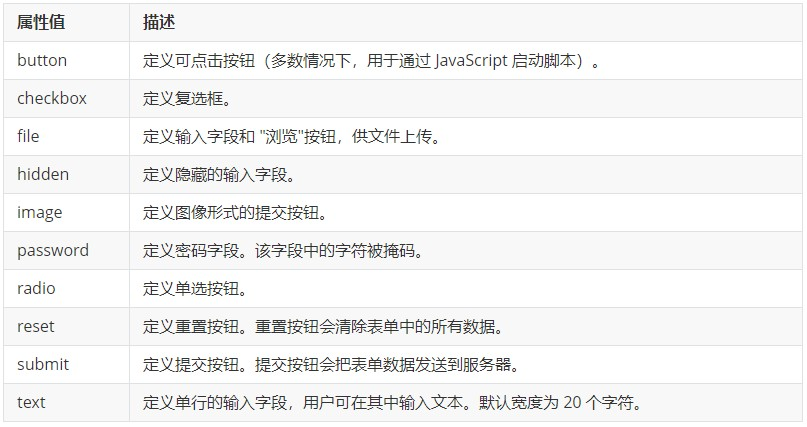 属性值 描述
button 定义可点击按钮（多数情况下，用于通过 JavaScript 启动脚本）。
checkbox 定义复选框。
file 定义输入字段和 "浏览"按钮，供文件上传。
hidden 定义隐藏的输入字段。
image 定义图像形式的提交按钮。
password 定义密码字段。该字段中的字符被掩码。
radio 定义单选按钮。
reset 定义重置按钮。重置按钮会清除表单中的所有数据。
submit 定义提交按钮。提交按钮会把表单数据发送到服务器。
text 定义单行的输入字段，用户可在其中输入文本。默认宽度为 20 个字符。